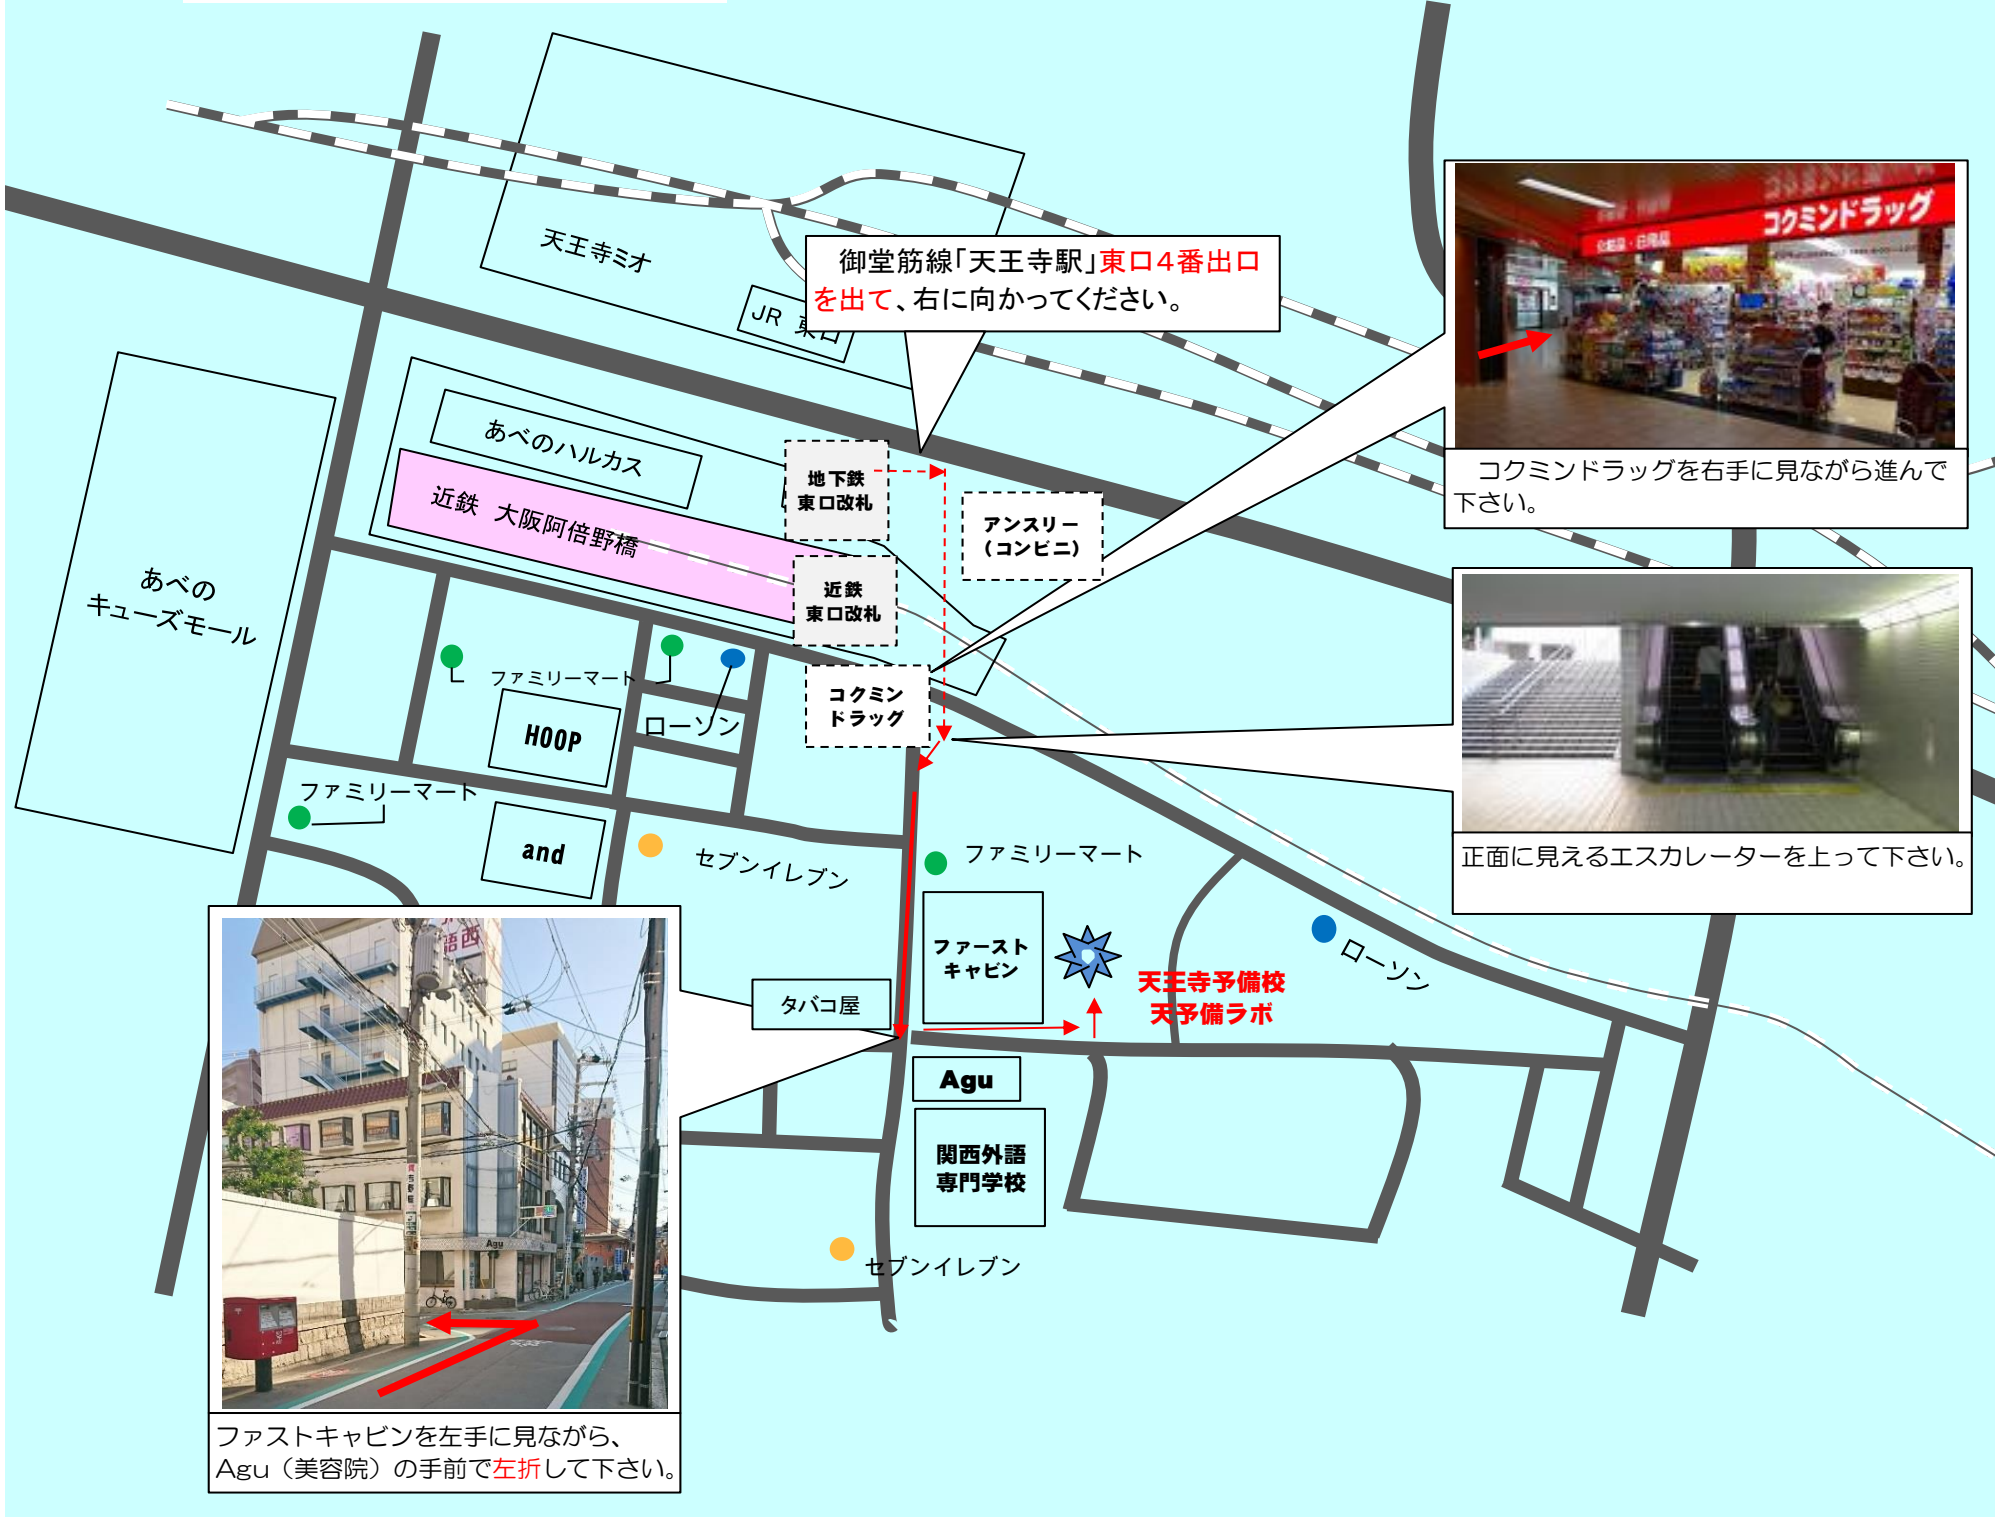 天王寺ミオ
JR 東口
御堂筋線「天王寺駅」東口4番出口
を出て、右に向かってください。
コクミンドラッグ
化粧品・日用品
コクミンドラッグを右手に見ながら進んで
下さい。
あべのハルカス
近鉄 大阪阿倍野橋
地下鉄
東口改札
アンスリー
(コンビニ)
近鉄
東口改札
あべの
キューズモール
ファミリーマート
ローソン
HOOP
コクミン
ドラッグ
正面に見えるエスカレーターを上って下さい。
ファミリーマート
and
セブンイレブン
ファミリーマート
ファースト
キャビン
天王寺予備校
天予備ラボ
ローソン
タバコ屋
Agu
関西外語
専門学校
セブンイレブン
語西
Agu
ファストキャビンを左手に見ながら、
Agu（美容院）の手前で左折して下さい。